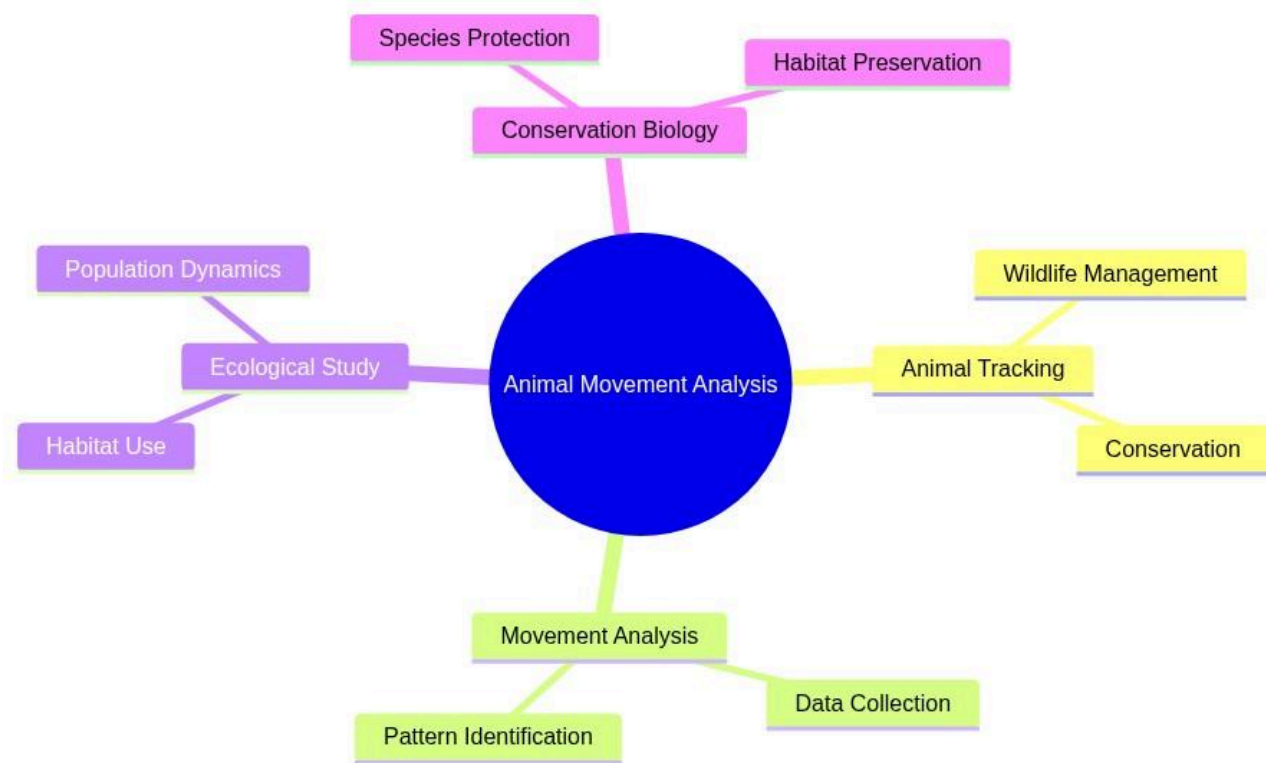 Species Protection
Habitat Preservation
Conservation Biology
Population Dynamics
Wildlife Management
Ecological Study
Animal Movement Analysis
Animal Tracking
Habitat Use
Conservation
Movement Analysis
Data Collection
Pattern Identification